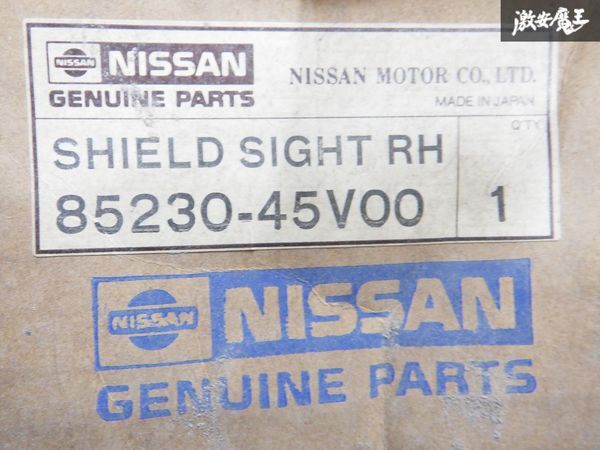 激安魔王
NISSAN
NISSAN
GENUINE PARTS
NISSAN MOTOR CO., LTD.
MADE IN JAPAN
Q'TY
SHIELD SIGHT RH
85230-45V00
1
NISSAN
NISSAN
GENUINE PARTS